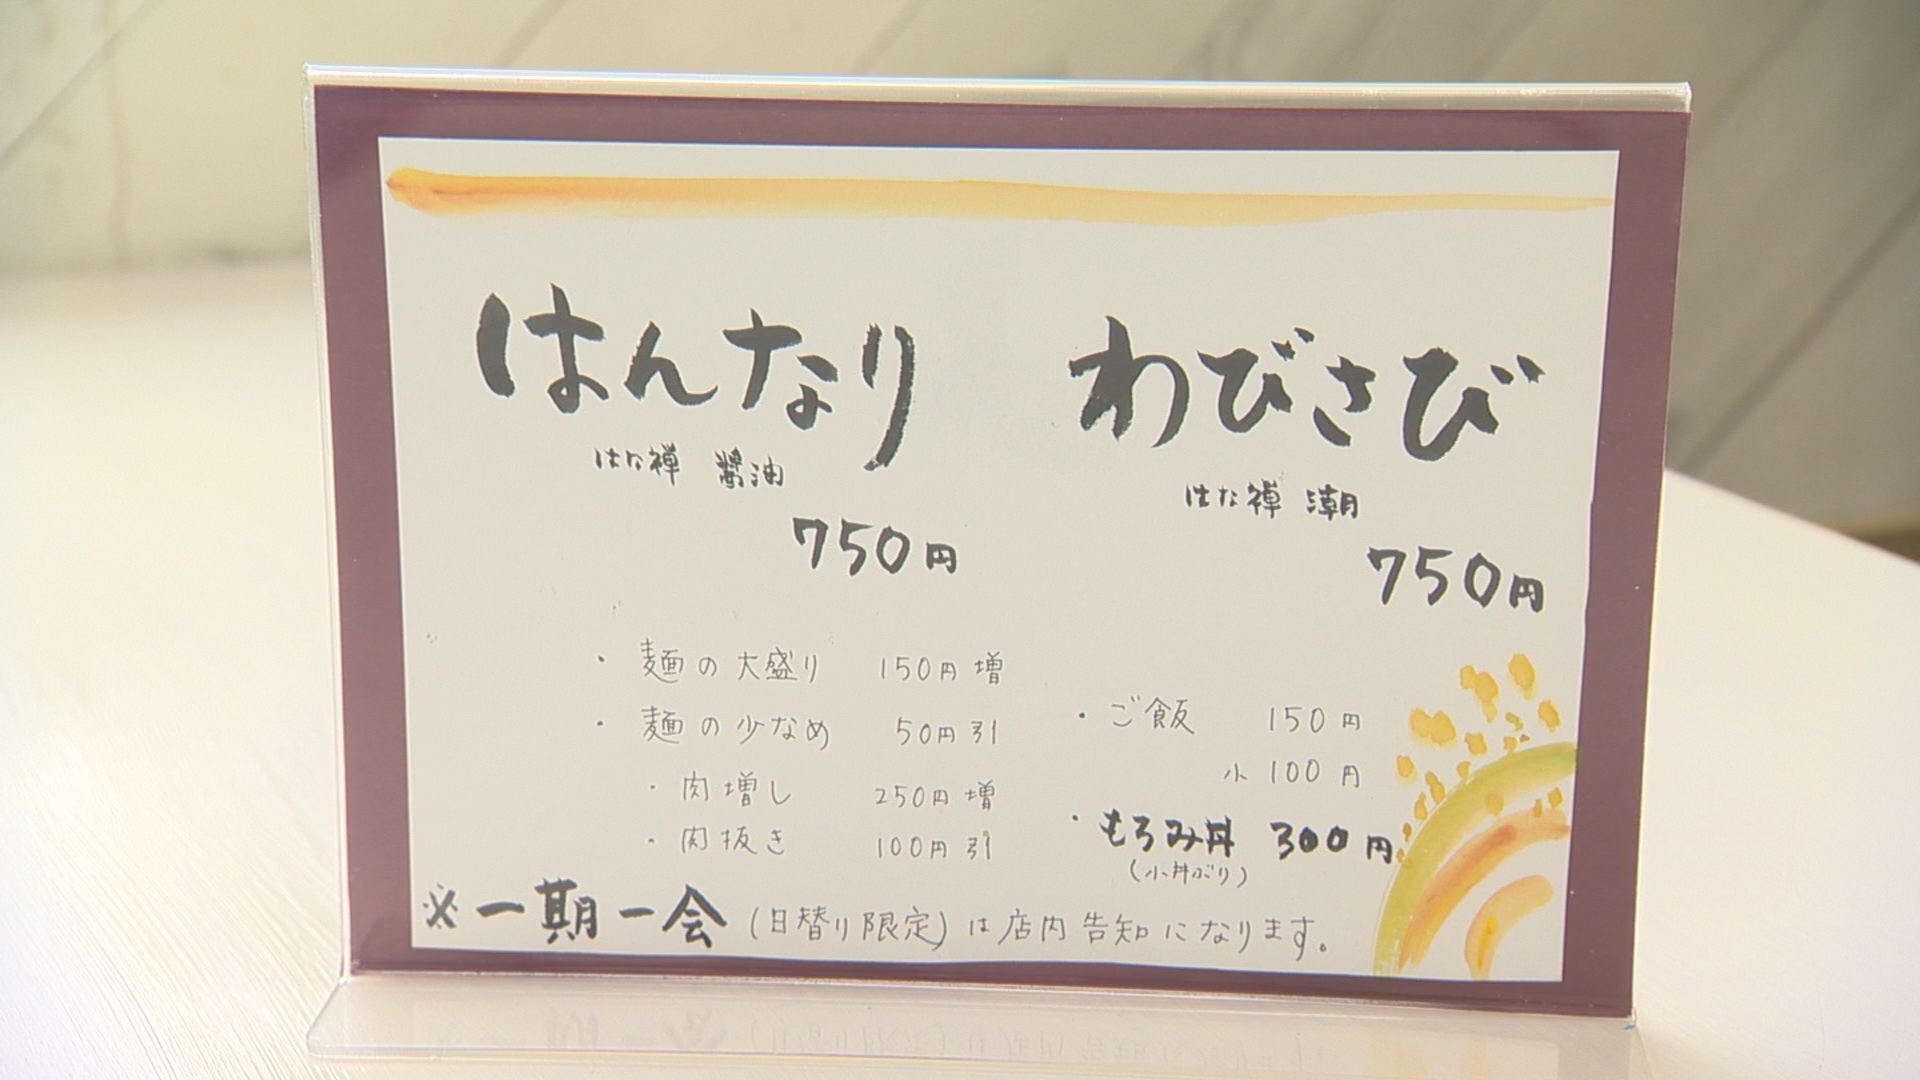 はんなり
はな禅 醤油
750円
わびさび
はな禅 潮
750円
・麺の大盛り 150円増
・麺の少なめ 50円引
・肉増し 250円増
・肉抜き 100円引
・ご飯 150円
小 100円
・もろみ丼 300円
(小丼ぶり)
※一期一会(日替り限定)は店内告知になります。